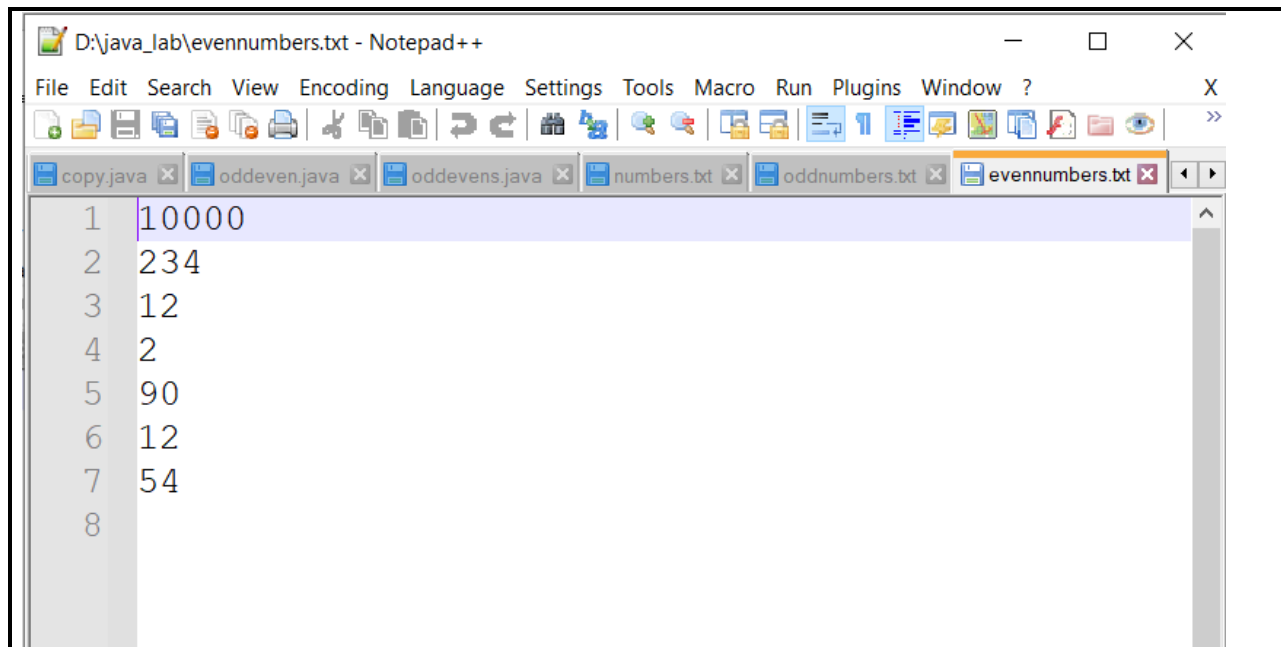 D:\java_lab\evennumbers.txt - Notepad++
File Edit Search View Encoding Language Settings Tools Macro Run Plugins Window ? X
copy.java oddeven.java oddevens.java numbers.txt oddnumbers.txt evennumbers.txt
1 10000
2 234
3 12
4 2
5 90
6 12
7 54
8